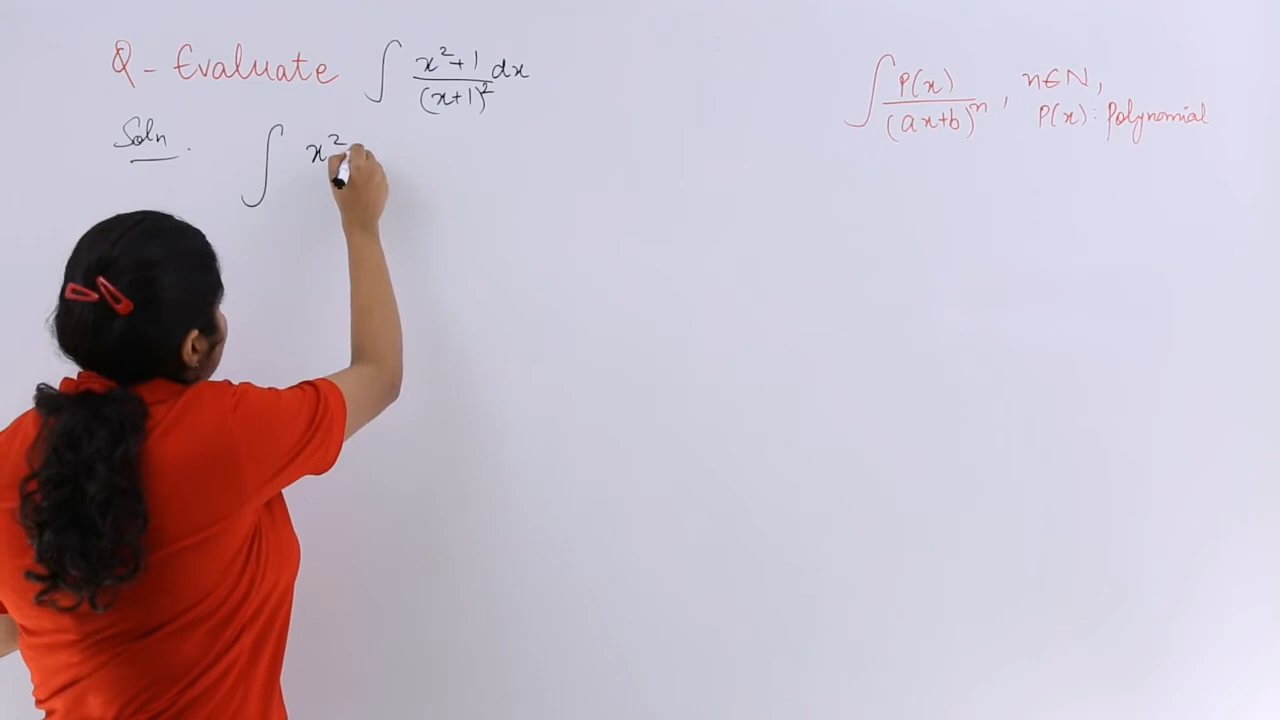 Q - Evaluate ∫ x²+1/(x+1)² dx
Soln. ∫ x²
∫ P(x)/(ax+b)ⁿ, n∈N,
P(x): Polynomial